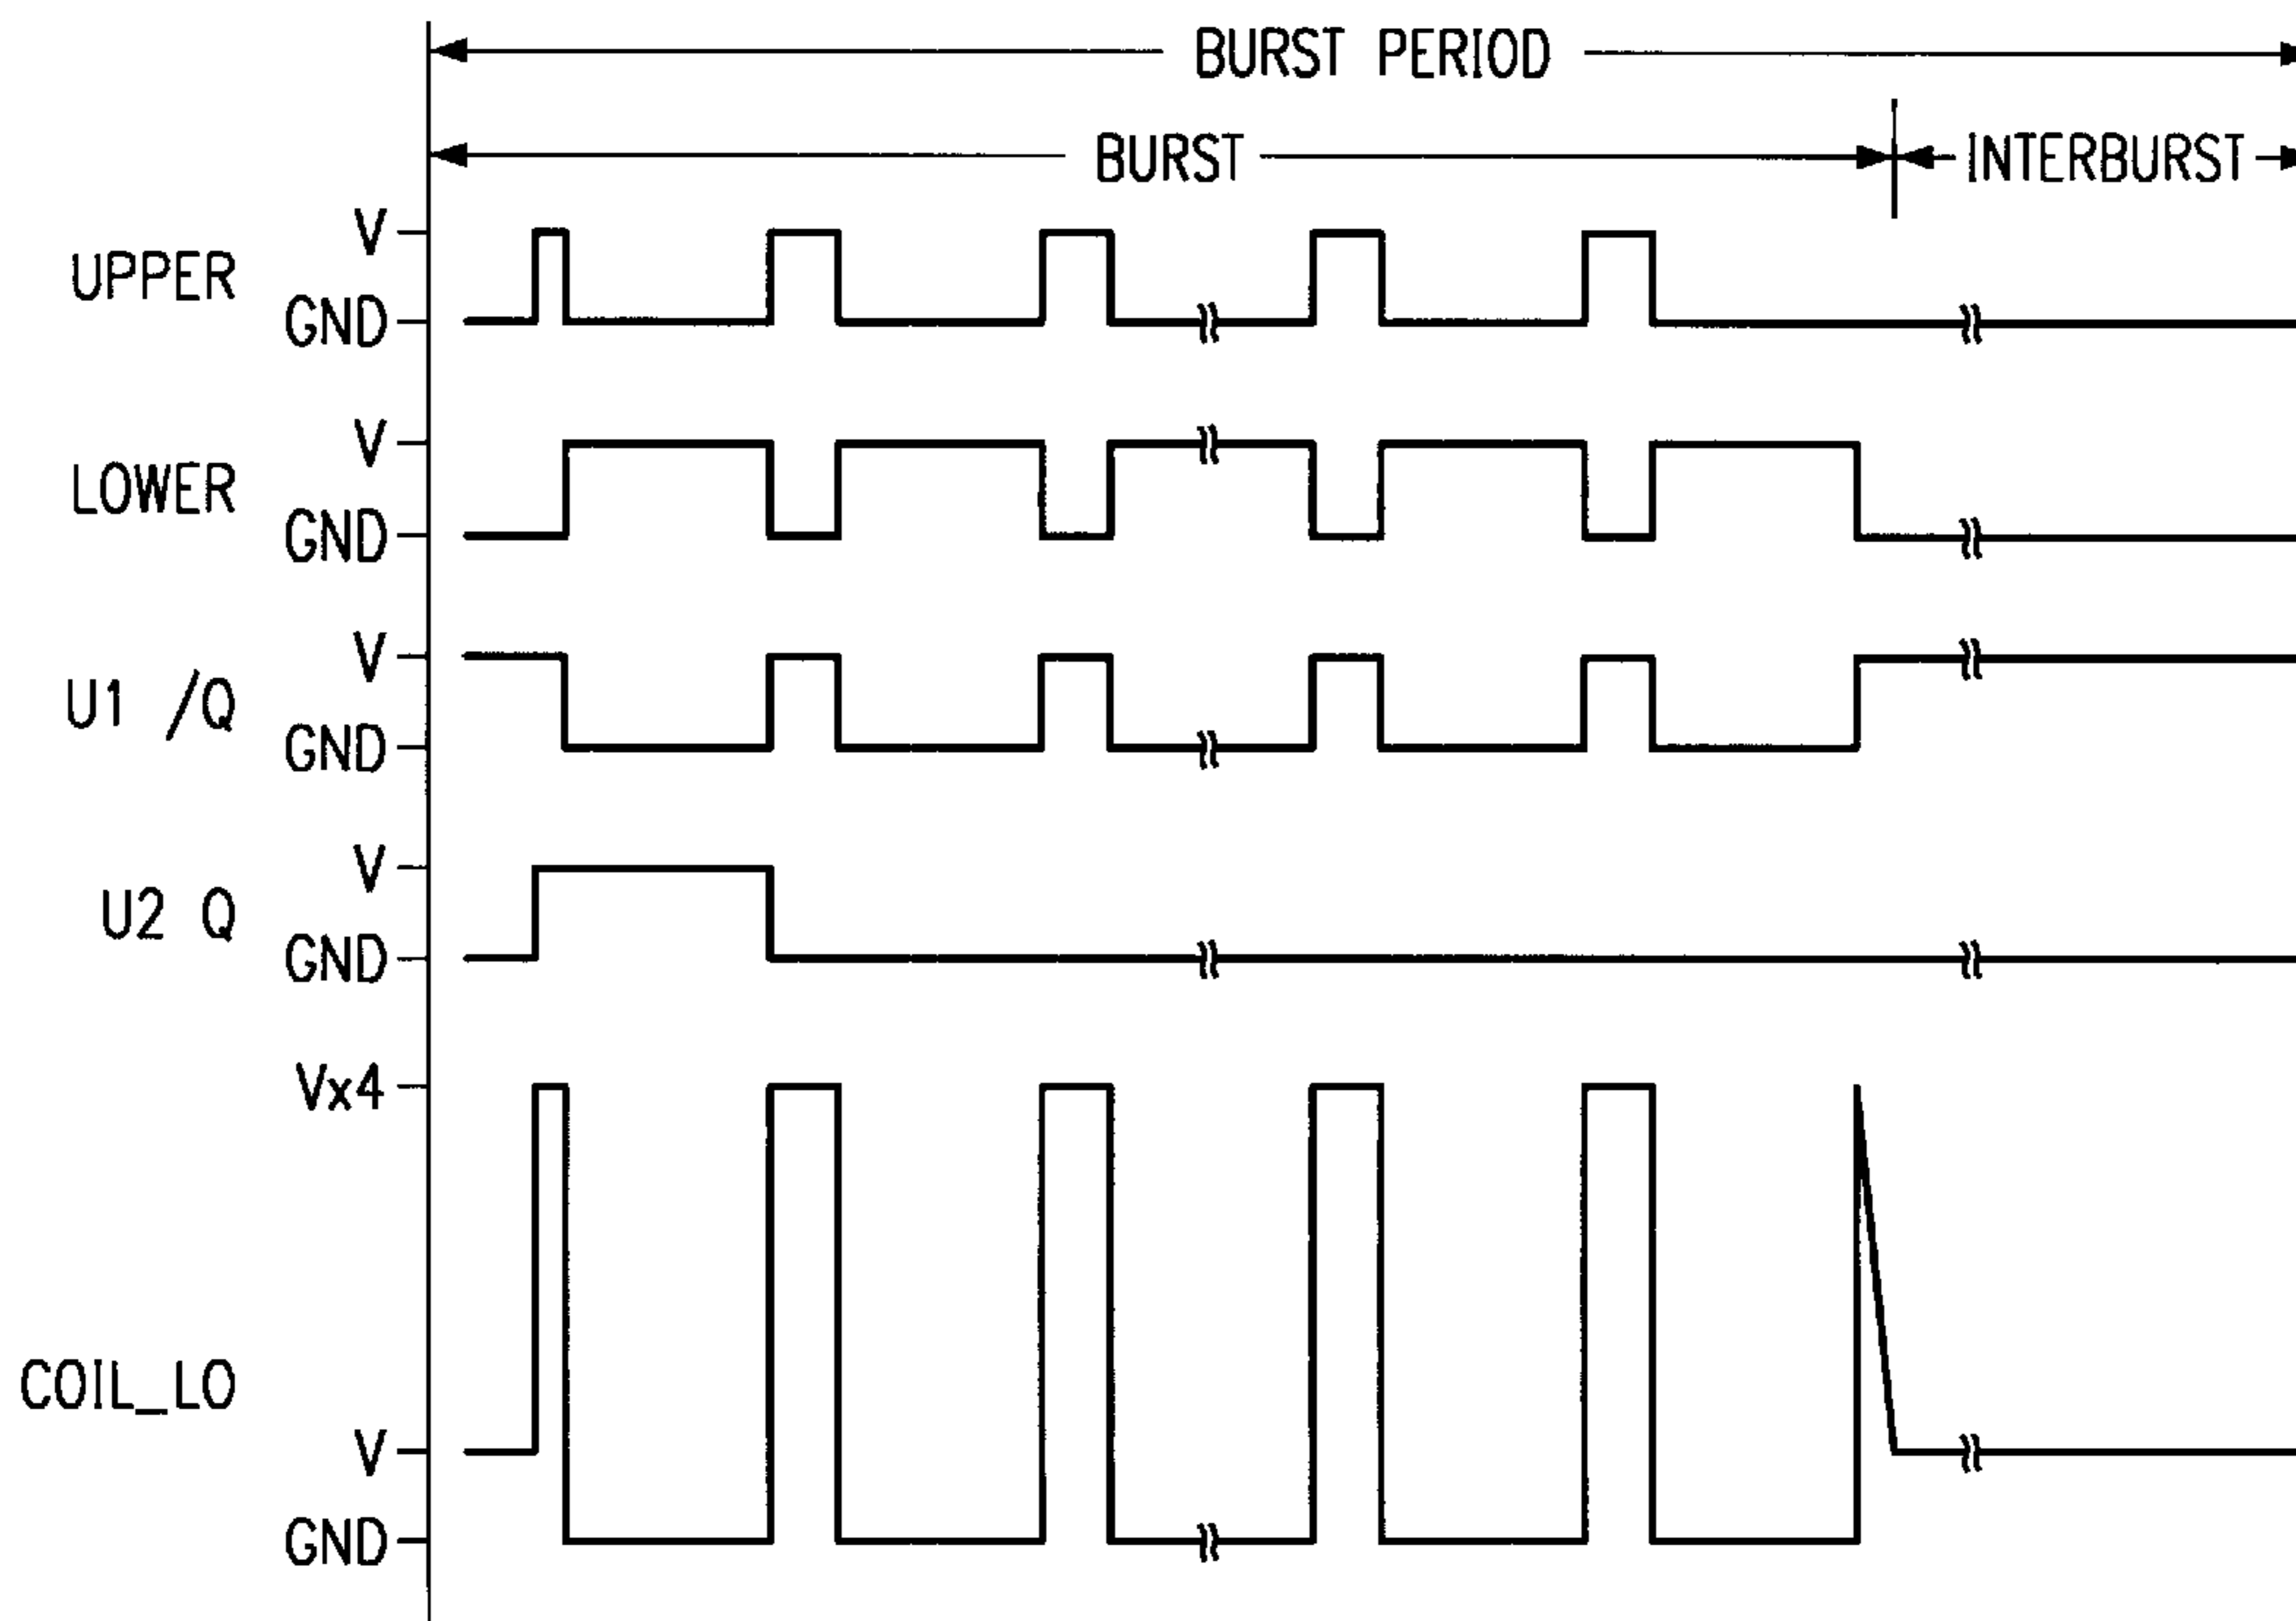 BURST PERIOD
BURST
INTERBURST
UPPER
V
GND
LOWER
V
GND
U1 /Q
V
GND
U2 Q
V
GND
COIL_LO
Vx4
V
GND